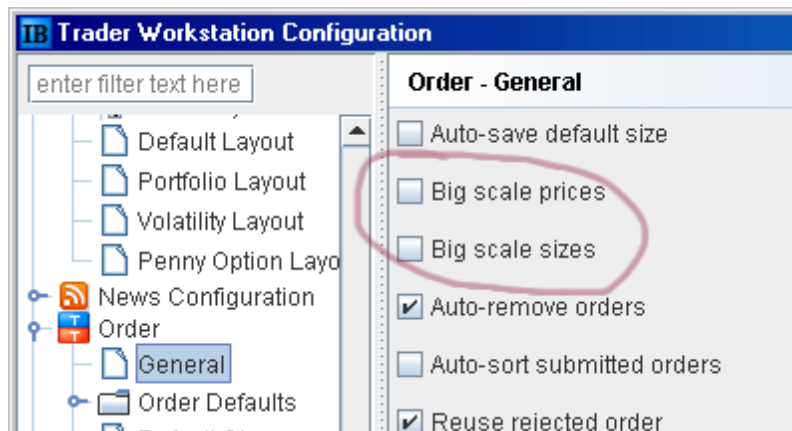 IB Trader Workstation Configuration
enter filter text here
Default Layout
Portfolio Layout
Volatility Layout
Penny Option Layo
News Configuration
Order
General
Order Defaults
Order - General
Auto-save default size
Big scale prices
Big scale sizes
Auto-remove orders
Auto-sort submitted orders
Reuse rejected order